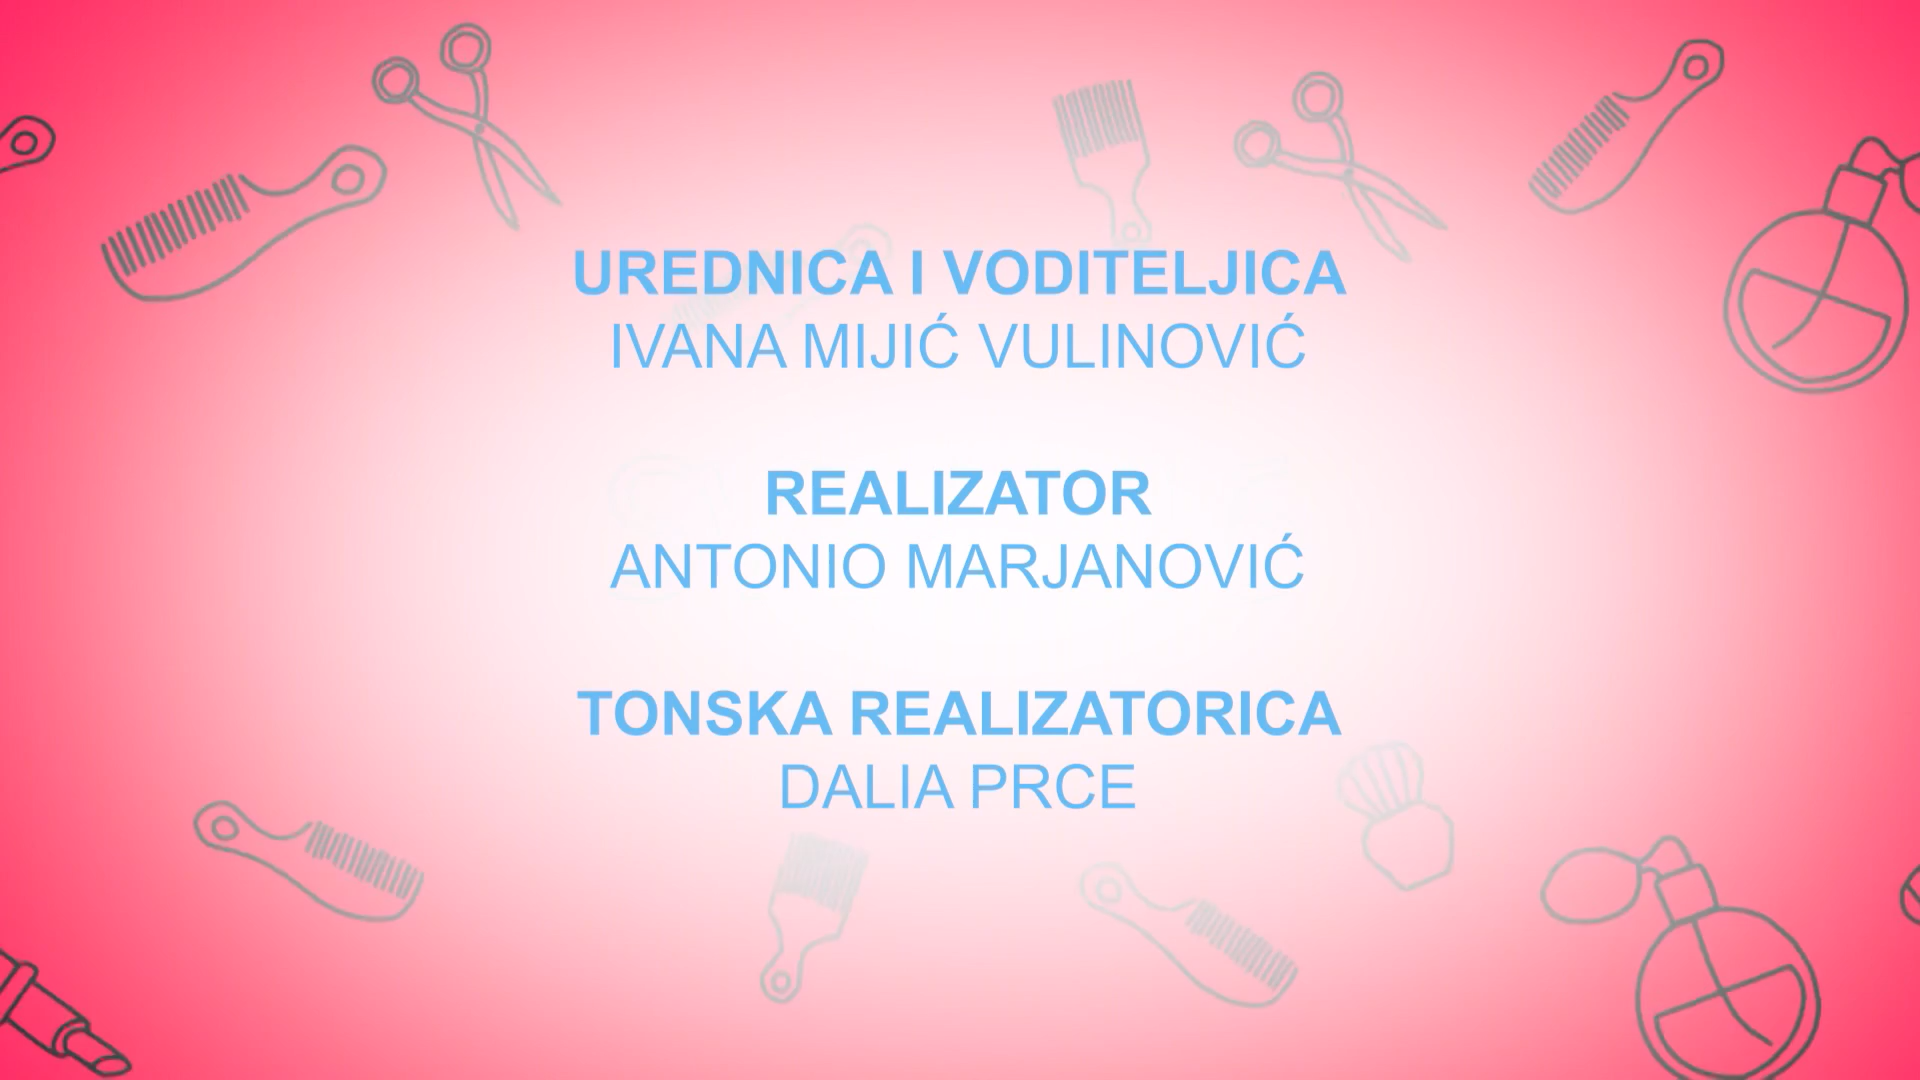 UREDNICA I VODITELJICA
IVANA MIJIĆ VULINOVIĆ
REALIZATOR
ANTONIO MARJANOVIĆ
TONSKA REALIZATORICA
DALIA PRCE